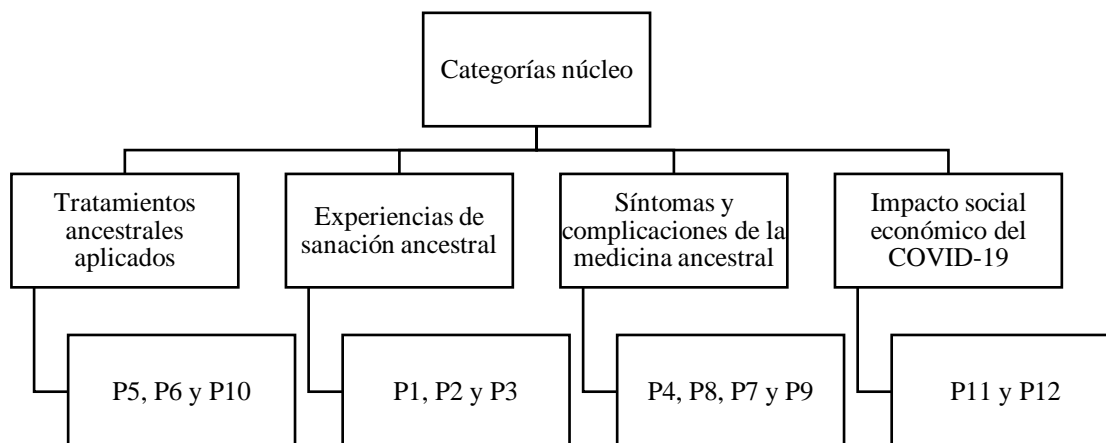 Categorías núcleo
Tratamientos
ancestrales
aplicados
Experiencias de
sanación ancestral
Síntomas y
complicaciones de la
medicina ancestral
Impacto social
económico del
COVID-19
P5, P6 y P10
P1, P2 y P3
P4, P8, P7 y P9
P11 y P12